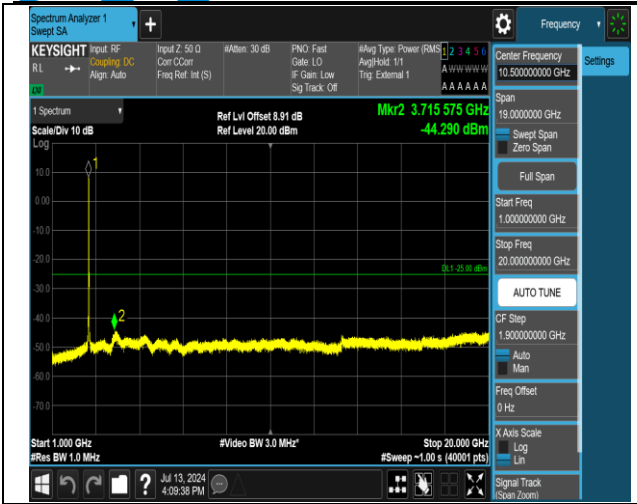 Spectrum Analyzer 1
Swept SA
+
Frequency
KEYSIGHT
RL
LNI
Input: RF
Coupling: DC
Align: Auto
Input Z: 50 Ω
Corr CCorr
Freq Ref: Int (S)
#Atten: 30 dB
PNO: Fast
Gate: LO
IF Gain: Low
Sig Track: Off
#Avg Type: Power (RMS
Avg|Hold: 1/1
Trig: External 1
1 2 3 4 5 6
A W W W W W
A A A A A A
Center Frequency
10.500000000 GHz
Settings
1 Spectrum
Scale/Div 10 dB
Log
Ref Lvl Offset 8.91 dB
Ref Level 20.00 dBm
Mkr2 3.715 575 GHz
-44.290 dBm
Span
19.0000000 GHz
Swept Span
Zero Span
Full Span
Start Freq
1.000000000 GHz
Stop Freq
20.000000000 GHz
AUTO TUNE
CF Step
1.900000000 GHz
Auto
Man
Freq Offset
0 Hz
X Axis Scale
Log
Lin
Signal Track
(Span Zoom)
1
10.0
0.00
-10.0
-20.0
DL1 -25.00 dBm
-30.0
-40.0
2
-50.0
-60.0
-70.0
Start 1.000 GHz
#Res BW 1.0 MHz
#Video BW 3.0 MHz*
Stop 20.000 GHz
#Sweep ~1.00 s (40001 pts)
?
Jul 13, 2024
4:09:38 PM